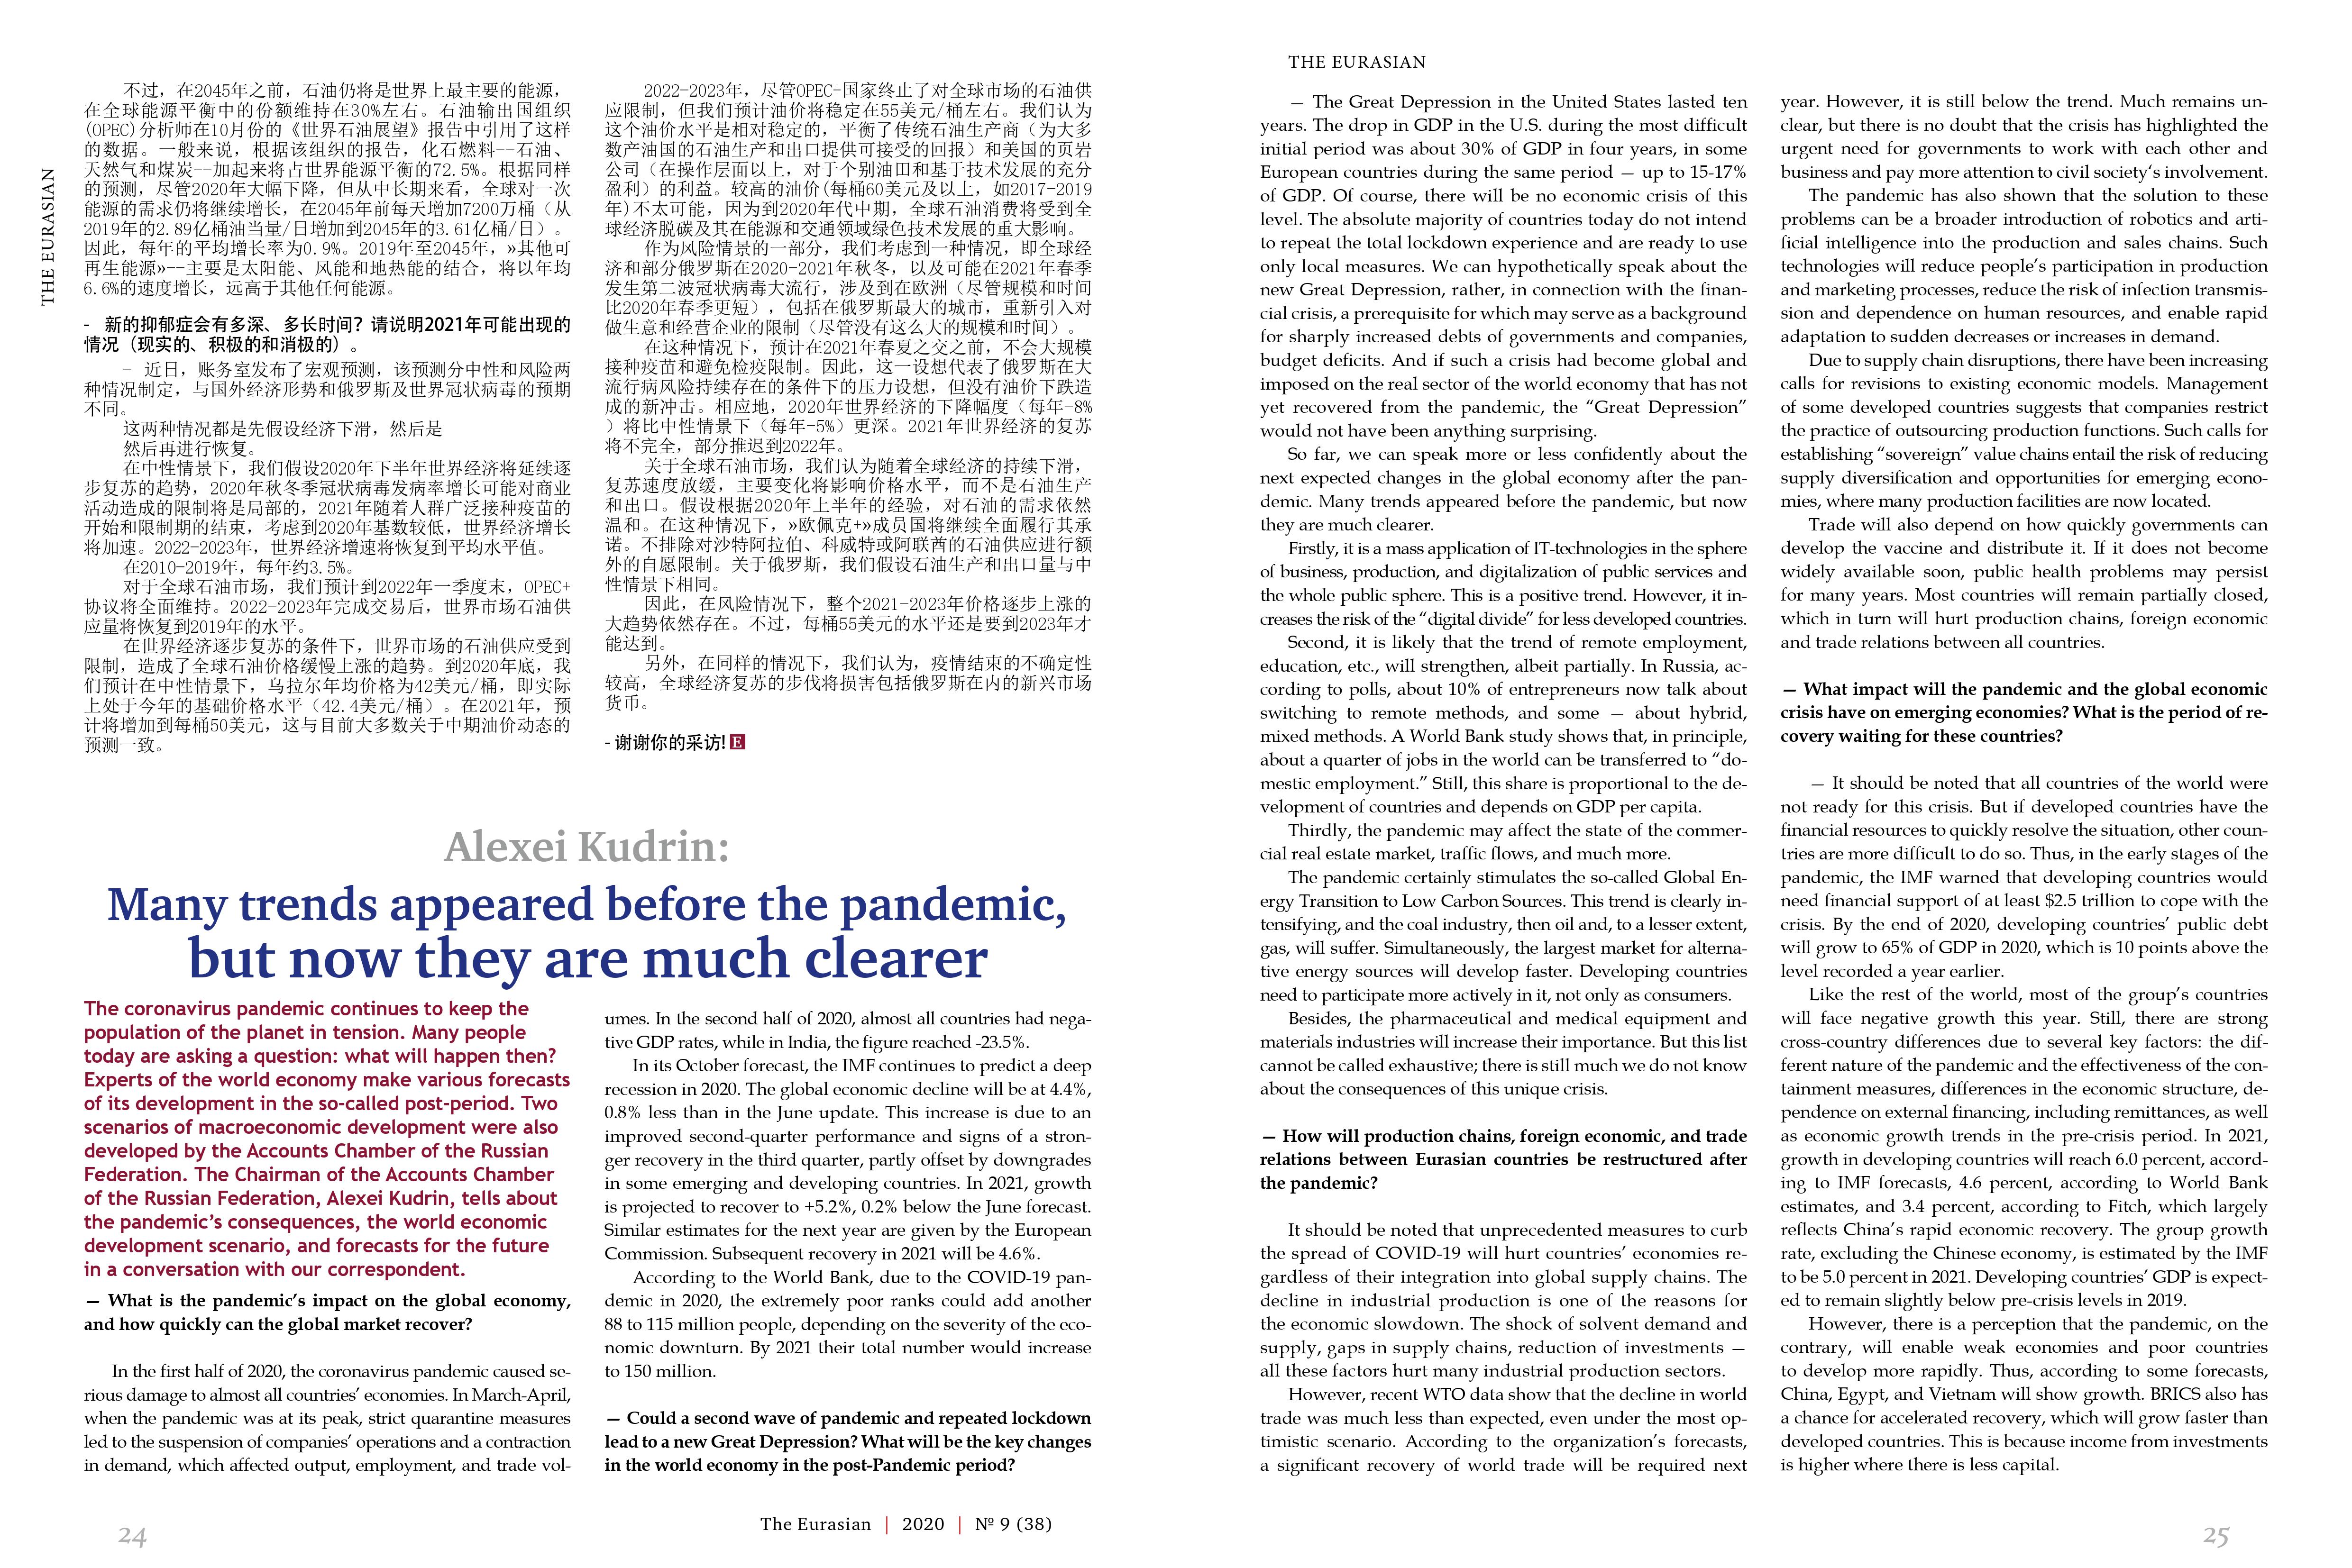 THE EURASIAN
不过，在2045年之前，石油仍将是世界上最主要的能源，
在全球能源平衡中的份额维持在30%左右。石油输出国组织
(OPEC)分析师在10月份的《世界石油展望》报告中引用了这样
的数据。一般来说，根据该组织的报告，化石燃料--石油、
天然气和煤炭--加起来将占世界能源平衡的72.5%。根据同样
的预测，尽管2020年大幅下降，但从中长期来看，全球对一次
能源的需求仍将继续增长，在2045年前每天增加7200万桶（从
2019年的2.89亿桶油当量/日增加到2045年的3.61亿桶/日）。
因此，每年的平均增长率为0.9%。2019年至2045年，»其他可
再生能源»--主要是太阳能、风能和地热能的结合，将以年均
6.6%的速度增长，远高于其他任何能源。
- 新的抑郁症会有多深、多长时间？请说明2021年可能出现的
情况（现实的、积极的和消极的）。
- 近日，账务室发布了宏观预测，该预测分中性和风险两
种情况制定，与国外经济形势和俄罗斯及世界冠状病毒的预期
不同。
这两种情况都是先假设经济下滑，然后是
然后再进行恢复。
在中性情景下，我们假设2020年下半年世界经济将延续逐
步复苏的趋势，2020年秋冬季冠状病毒发病率增长可能对商业
活动造成的限制将是局部的，2021年随着人群广泛接种疫苗的
开始和限制期的结束，考虑到2020年基数较低，世界经济增长
将加速。2022-2023年，世界经济增速将恢复到平均水平值。
在2010-2019年，每年约3.5%。
对于全球石油市场，我们预计到2022年一季度末，OPEC+
协议将全面维持。2022-2023年完成交易后，世界市场石油供
应量将恢复到2019年的水平。
在世界经济逐步复苏的条件下，世界市场的石油供应受到
限制，造成了全球石油价格缓慢上涨的趋势。到2020年底，我
们预计在中性情景下，乌拉尔年均价格为42美元/桶，即实际
上处于今年的基础价格水平（42.4美元/桶）。在2021年，预
计将增加到每桶50美元，这与目前大多数关于中期油价动态的
预测一致。
2022-2023年，尽管OPEC+国家终止了对全球市场的石油供
应限制，但我们预计油价将稳定在55美元/桶左右。我们认为
这个油价水平是相对稳定的，平衡了传统石油生产商（为大多
数产油国的石油生产和出口提供可接受的回报）和美国的页岩
公司（在操作层面以上，对于个别油田和基于技术发展的充分
盈利）的利益。较高的油价(每桶60美元及以上，如2017-2019
年)不太可能，因为到2020年代中期，全球石油消费将受到全
球经济脱碳及其在能源和交通领域绿色技术发展的重大影响。
作为风险情景的一部分，我们考虑到一种情况，即全球经
济和部分俄罗斯在2020-2021年秋冬，以及可能在2021年春季
发生第二波冠状病毒大流行，涉及到在欧洲（尽管规模和时间
比2020年春季更短），包括在俄罗斯最大的城市，重新引入对
做生意和经营企业的限制（尽管没有这么大的规模和时间）。
在这种情况下，预计在2021年春夏之交之前，不会大规模
接种疫苗和避免检疫限制。因此，这一设想代表了俄罗斯在大
流行病风险持续存在的条件下的压力设想，但没有油价下跌造
成的新冲击。相应地，2020年世界经济的下降幅度（每年-8%
）将比中性情景下（每年-5%）更深。2021年世界经济的复苏
将不完全，部分推迟到2022年。
关于全球石油市场，我们认为随着全球经济的持续下滑，
复苏速度放缓，主要变化将影响价格水平，而不是石油生产
和出口。假设根据2020年上半年的经验，对石油的需求依然
温和。在这种情况下，»欧佩克+»成员国将继续全面履行其承
诺。不排除对沙特阿拉伯、科威特或阿联酋的石油供应进行额
外的自愿限制。关于俄罗斯，我们假设石油生产和出口量与中
性情景下相同。
因此，在风险情况下，整个2021-2023年价格逐步上涨的
大趋势依然存在。不过，每桶55美元的水平还是要到2023年才
能达到。
另外，在同样的情况下，我们认为，疫情结束的不确定性
较高，全球经济复苏的步伐将损害包括俄罗斯在内的新兴市场
货币。
- 谢谢你的采访! E
Alexei Kudrin:
Many trends appeared before the pandemic,
but now they are much clearer
The coronavirus pandemic continues to keep the
population of the planet in tension. Many people
today are asking a question: what will happen then?
Experts of the world economy make various forecasts
of its development in the so-called post-period. Two
scenarios of macroeconomic development were also
developed by the Accounts Chamber of the Russian
Federation. The Chairman of the Accounts Chamber
of the Russian Federation, Alexei Kudrin, tells about
the pandemic's consequences, the world economic
development scenario, and forecasts for the future
in a conversation with our correspondent.
— What is the pandemic's impact on the global economy,
and how quickly can the global market recover?
In the first half of 2020, the coronavirus pandemic caused se-
rious damage to almost all countries' economies. In March-April,
when the pandemic was at its peak, strict quarantine measures
led to the suspension of companies' operations and a contraction
in demand, which affected output, employment, and trade vol-
umes. In the second half of 2020, almost all countries had nega-
tive GDP rates, while in India, the figure reached -23.5%.
In its October forecast, the IMF continues to predict a deep
recession in 2020. The global economic decline will be at 4.4%,
0.8% less than in the June update. This increase is due to an
improved second-quarter performance and signs of a stron-
ger recovery in the third quarter, partly offset by downgrades
in some emerging and developing countries. In 2021, growth
is projected to recover to +5.2%, 0.2% below the June forecast.
Similar estimates for the next year are given by the European
Commission. Subsequent recovery in 2021 will be 4.6%.
According to the World Bank, due to the COVID-19 pan-
demic in 2020, the extremely poor ranks could add another
88 to 115 million people, depending on the severity of the eco-
nomic downturn. By 2021 their total number would increase
to 150 million.
— Could a second wave of pandemic and repeated lockdown
lead to a new Great Depression? What will be the key changes
in the world economy in the post-Pandemic period?
24
The Eurasian | 2020 | № 9 (38)
THE EURASIAN
— The Great Depression in the United States lasted ten
years. The drop in GDP in the U.S. during the most difficult
initial period was about 30% of GDP in four years, in some
European countries during the same period — up to 15-17%
of GDP. Of course, there will be no economic crisis of this
level. The absolute majority of countries today do not intend
to repeat the total lockdown experience and are ready to use
only local measures. We can hypothetically speak about the
new Great Depression, rather, in connection with the finan-
cial crisis, a prerequisite for which may serve as a background
for sharply increased debts of governments and companies,
budget deficits. And if such a crisis had become global and
imposed on the real sector of the world economy that has not
yet recovered from the pandemic, the “Great Depression”
would not have been anything surprising.
So far, we can speak more or less confidently about the
next expected changes in the global economy after the pan-
demic. Many trends appeared before the pandemic, but now
they are much clearer.
Firstly, it is a mass application of IT-technologies in the sphere
of business, production, and digitalization of public services and
the whole public sphere. This is a positive trend. However, it in-
creases the risk of the “digital divide” for less developed countries.
Second, it is likely that the trend of remote employment,
education, etc., will strengthen, albeit partially. In Russia, ac-
cording to polls, about 10% of entrepreneurs now talk about
switching to remote methods, and some — about hybrid,
mixed methods. A World Bank study shows that, in principle,
about a quarter of jobs in the world can be transferred to “do-
mestic employment.” Still, this share is proportional to the de-
velopment of countries and depends on GDP per capita.
Thirdly, the pandemic may affect the state of the commer-
cial real estate market, traffic flows, and much more.
The pandemic certainly stimulates the so-called Global En-
ergy Transition to Low Carbon Sources. This trend is clearly in-
tensifying, and the coal industry, then oil and, to a lesser extent,
gas, will suffer. Simultaneously, the largest market for alterna-
tive energy sources will develop faster. Developing countries
need to participate more actively in it, not only as consumers.
Besides, the pharmaceutical and medical equipment and
materials industries will increase their importance. But this list
cannot be called exhaustive; there is still much we do not know
about the consequences of this unique crisis.
— How will production chains, foreign economic, and trade
relations between Eurasian countries be restructured after
the pandemic?
It should be noted that unprecedented measures to curb
the spread of COVID-19 will hurt countries' economies re-
gardless of their integration into global supply chains. The
decline in industrial production is one of the reasons for
the economic slowdown. The shock of solvent demand and
supply, gaps in supply chains, reduction of investments —
all these factors hurt many industrial production sectors.
However, recent WTO data show that the decline in world
trade was much less than expected, even under the most op-
timistic scenario. According to the organization's forecasts,
a significant recovery of world trade will be required next
year. However, it is still below the trend. Much remains un-
clear, but there is no doubt that the crisis has highlighted the
urgent need for governments to work with each other and
business and pay more attention to civil society‘s involvement.
The pandemic has also shown that the solution to these
problems can be a broader introduction of robotics and arti-
ficial intelligence into the production and sales chains. Such
technologies will reduce people's participation in production
and marketing processes, reduce the risk of infection transmis-
sion and dependence on human resources, and enable rapid
adaptation to sudden decreases or increases in demand.
Due to supply chain disruptions, there have been increasing
calls for revisions to existing economic models. Management
of some developed countries suggests that companies restrict
the practice of outsourcing production functions. Such calls for
establishing “sovereign” value chains entail the risk of reducing
supply diversification and opportunities for emerging econo-
mies, where many production facilities are now located.
Trade will also depend on how quickly governments can
develop the vaccine and distribute it. If it does not become
widely available soon, public health problems may persist
for many years. Most countries will remain partially closed,
which in turn will hurt production chains, foreign economic
and trade relations between all countries.
— What impact will the pandemic and the global economic
crisis have on emerging economies? What is the period of re-
covery waiting for these countries?
— It should be noted that all countries of the world were
not ready for this crisis. But if developed countries have the
financial resources to quickly resolve the situation, other coun-
tries are more difficult to do so. Thus, in the early stages of the
pandemic, the IMF warned that developing countries would
need financial support of at least $2.5 trillion to cope with the
crisis. By the end of 2020, developing countries' public debt
will grow to 65% of GDP in 2020, which is 10 points above the
level recorded a year earlier.
Like the rest of the world, most of the group's countries
will face negative growth this year. Still, there are strong
cross-country differences due to several key factors: the dif-
ferent nature of the pandemic and the effectiveness of the con-
tainment measures, differences in the economic structure, de-
pendence on external financing, including remittances, as well
as economic growth trends in the pre-crisis period. In 2021,
growth in developing countries will reach 6.0 percent, accord-
ing to IMF forecasts, 4.6 percent, according to World Bank
estimates, and 3.4 percent, according to Fitch, which largely
reflects China's rapid economic recovery. The group growth
rate, excluding the Chinese economy, is estimated by the IMF
to be 5.0 percent in 2021. Developing countries' GDP is expect-
ed to remain slightly below pre-crisis levels in 2019.
However, there is a perception that the pandemic, on the
contrary, will enable weak economies and poor countries
to develop more rapidly. Thus, according to some forecasts,
China, Egypt, and Vietnam will show growth. BRICS also has
a chance for accelerated recovery, which will grow faster than
developed countries. This is because income from investments
is higher where there is less capital.
25